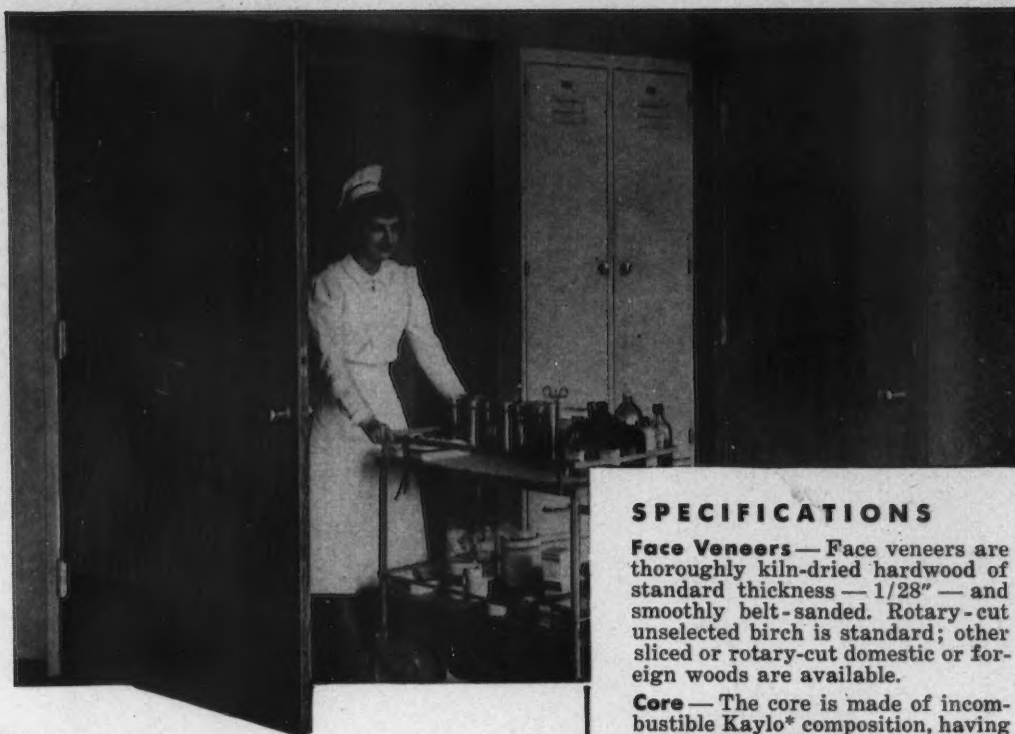 SPECIFICATIONS
Face Veneers — Face veneers are
thoroughly kiln-dried hardwood of
standard thickness — 1/28" — and
smoothly belt-sanded. Rotary-cut
unselected birch is standard; other
sliced or rotary-cut domestic or for-
eign woods are available.
Core — The core is made of incom-
bustible Kaylo* composition, having